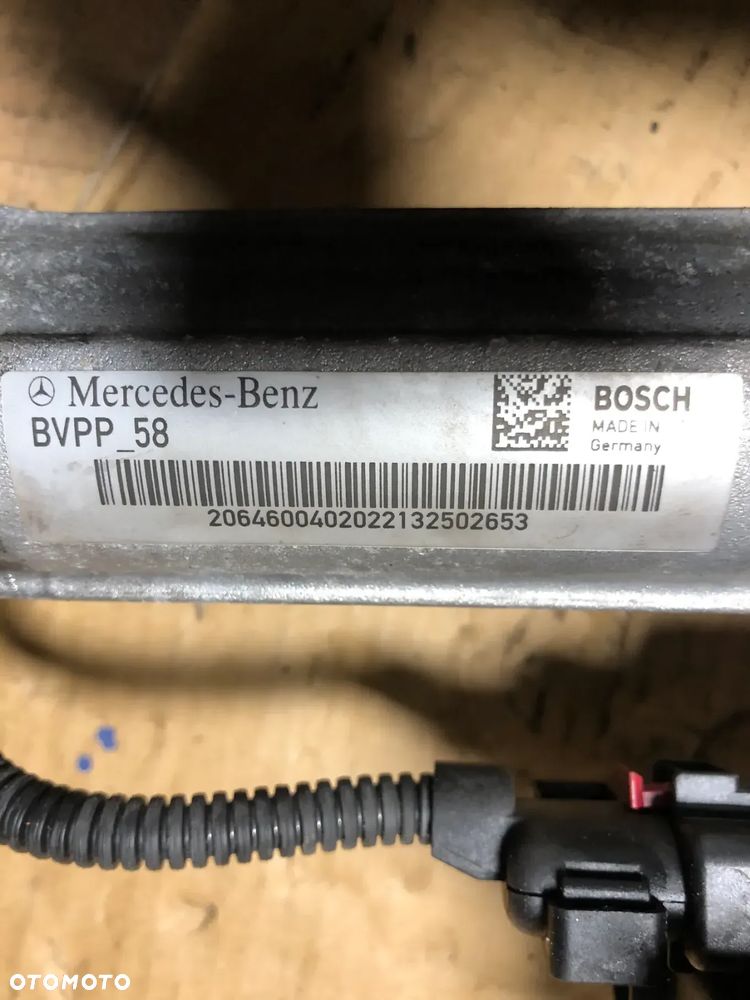 Mercedes-Benz
BVPP_58
BOSCH
MADE IN
Germany
2064600402022132502653
OTOMOTO